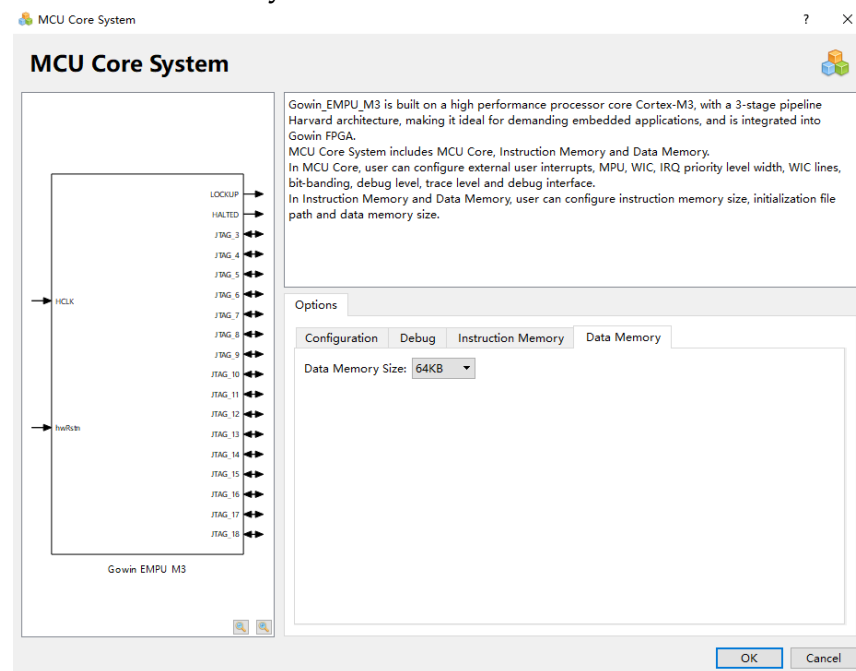 MCU Core System
? ×
MCU Core System
Gowin_EMPU_M3 is built on a high performance processor core Cortex-M3, with a 3-stage pipeline
Harvard architecture, making it ideal for demanding embedded applications, and is integrated into
Gowin FPGA.
MCU Core System includes MCU Core, Instruction Memory and Data Memory.
In MCU Core, user can configure external user interrupts, MPU, WIC, IRQ priority level width, WIC lines,
bit-banding, debug level, trace level and debug interface.
In Instruction Memory and Data Memory, user can configure instruction memory size, initialization file
path and data memory size.
LOCKUP
HALTED
JTAG_3
JTAG_4
JTAG_5
JTAG_6
HCLK
JTAG_7
JTAG_8
JTAG_9
JTAG_10
JTAG_11
JTAG_12
hwRstn
JTAG_13
JTAG_14
JTAG_15
JTAG_16
JTAG_17
JTAG_18
Gowin EMPU M3
Options
Configuration Debug Instruction Memory Data Memory
Data Memory Size: 64KB
OK Cancel